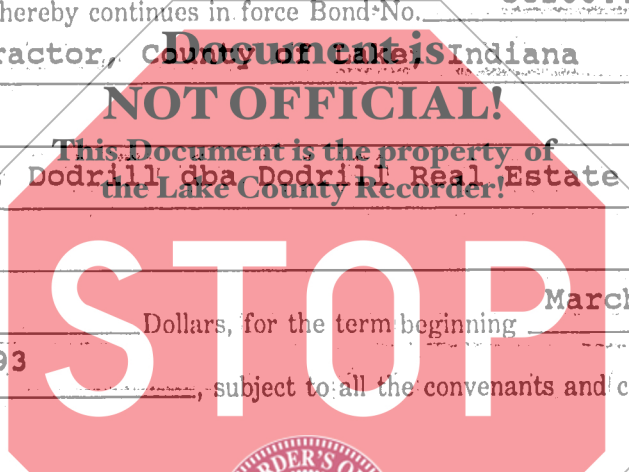 hereby continues in force Bond No.
ractor, County of Lake, Indiana
Document is
NOT OFFICIAL!
This Document is the property of
Dodrill dba Dodrill Real Estate
the Lake County Recorder!
STOP
March
Dollars, for the term beginning
93
, subject to all the convenants and c
RDER'S O